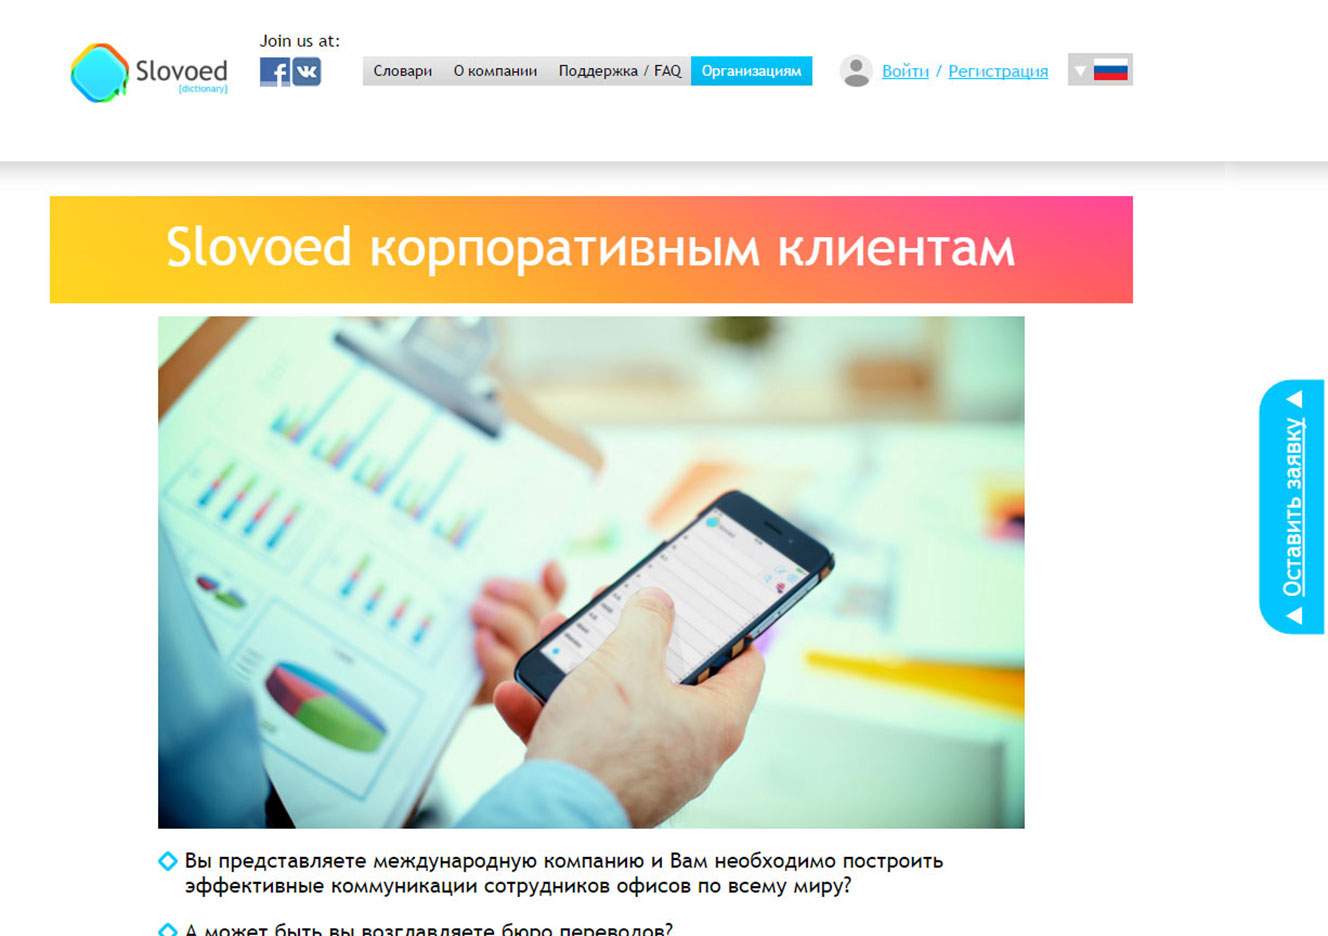 Join us at:
Slovoed
[dictionary]
Словари О компании Поддержка / FAQ Организациям
Войти / Регистрация
Slovoed корпоративным клиентам
Оставить заявку
Вы представляете международную компанию и Вам необходимо построить
эффективные коммуникации сотрудников офисов по всему миру?
А может быть вы возглавляете бюро переводов?